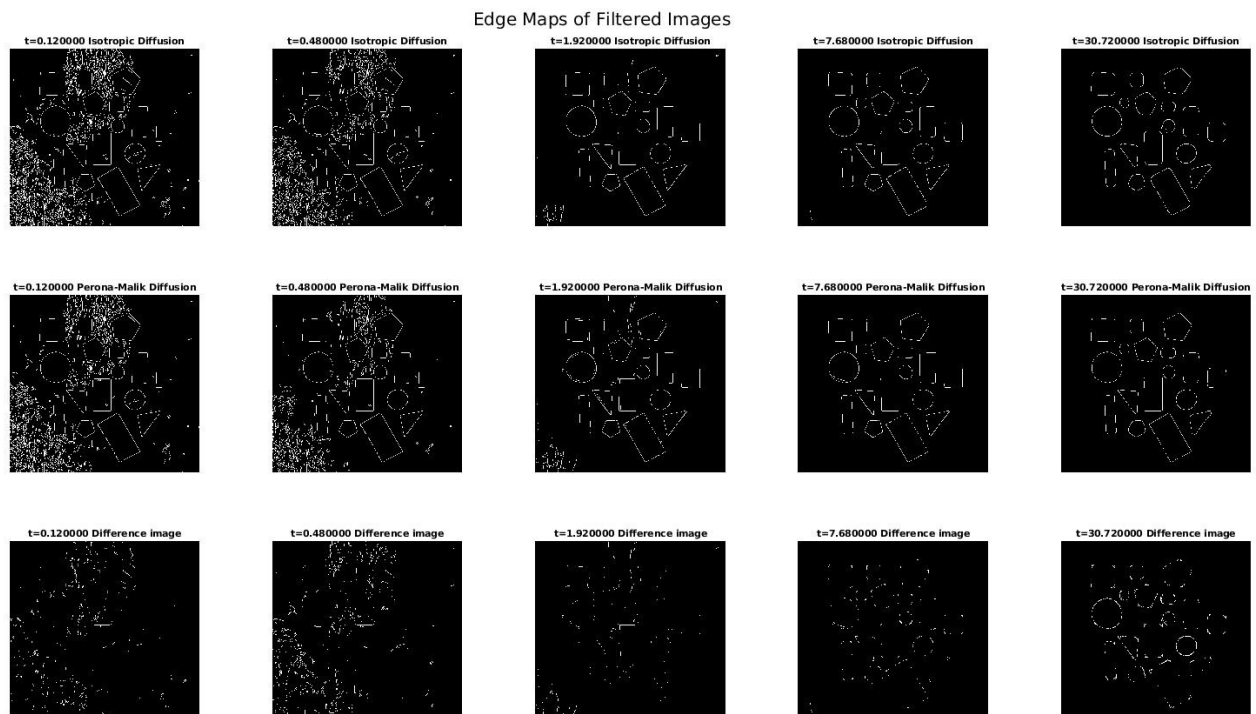 Edge Maps of Filtered Images
t=0.120000 Isotropic Diffusion
t=0.480000 Isotropic Diffusion
t=1.920000 Isotropic Diffusion
t=7.680000 Isotropic Diffusion
t=30.720000 Isotropic Diffusion
t=0.120000 Perona-Malik Diffusion
t=0.480000 Perona-Malik Diffusion
t=1.920000 Perona-Malik Diffusion
t=7.680000 Perona-Malik Diffusion
t=30.720000 Perona-Malik Diffusion
t=0.120000 Difference image
t=0.480000 Difference image
t=1.920000 Difference image
t=7.680000 Difference image
t=30.720000 Difference image